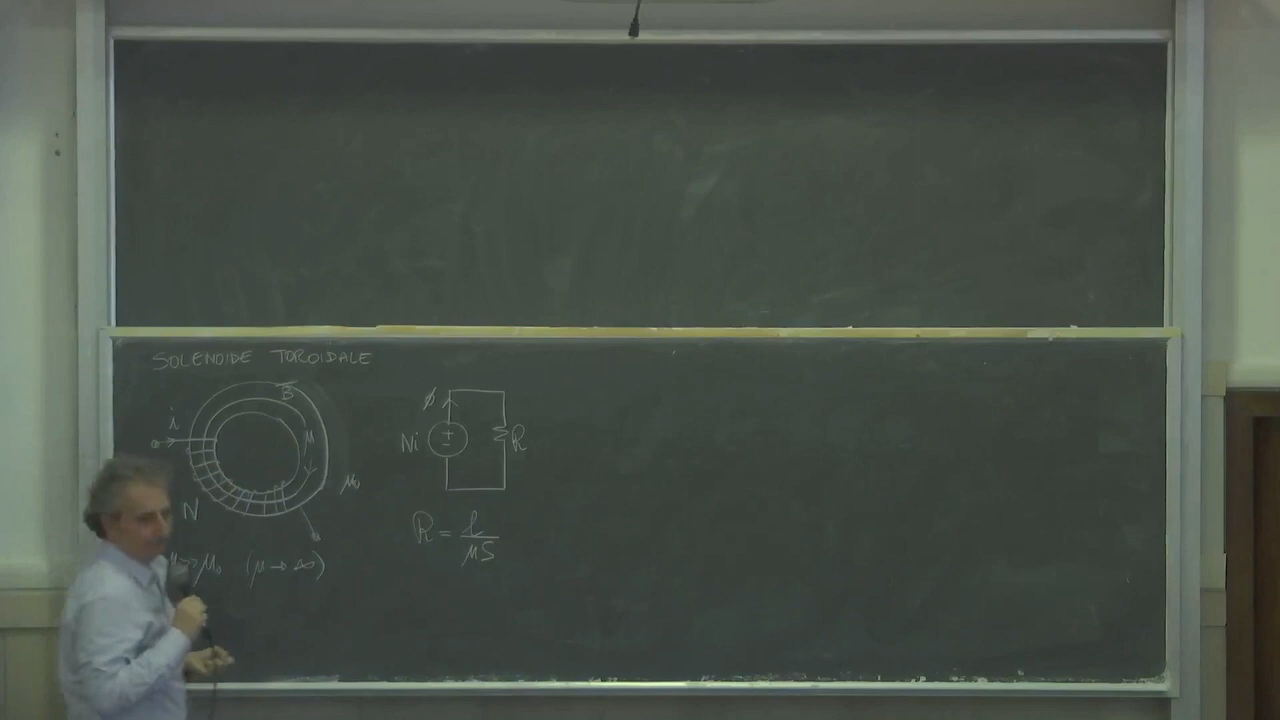 SOLENOIDE TOROIDALE
B
i
μ
μ₀
N
μ>>μ₀ (μ→∞)
ϕ
Ni
+
-
R
R = l/μS